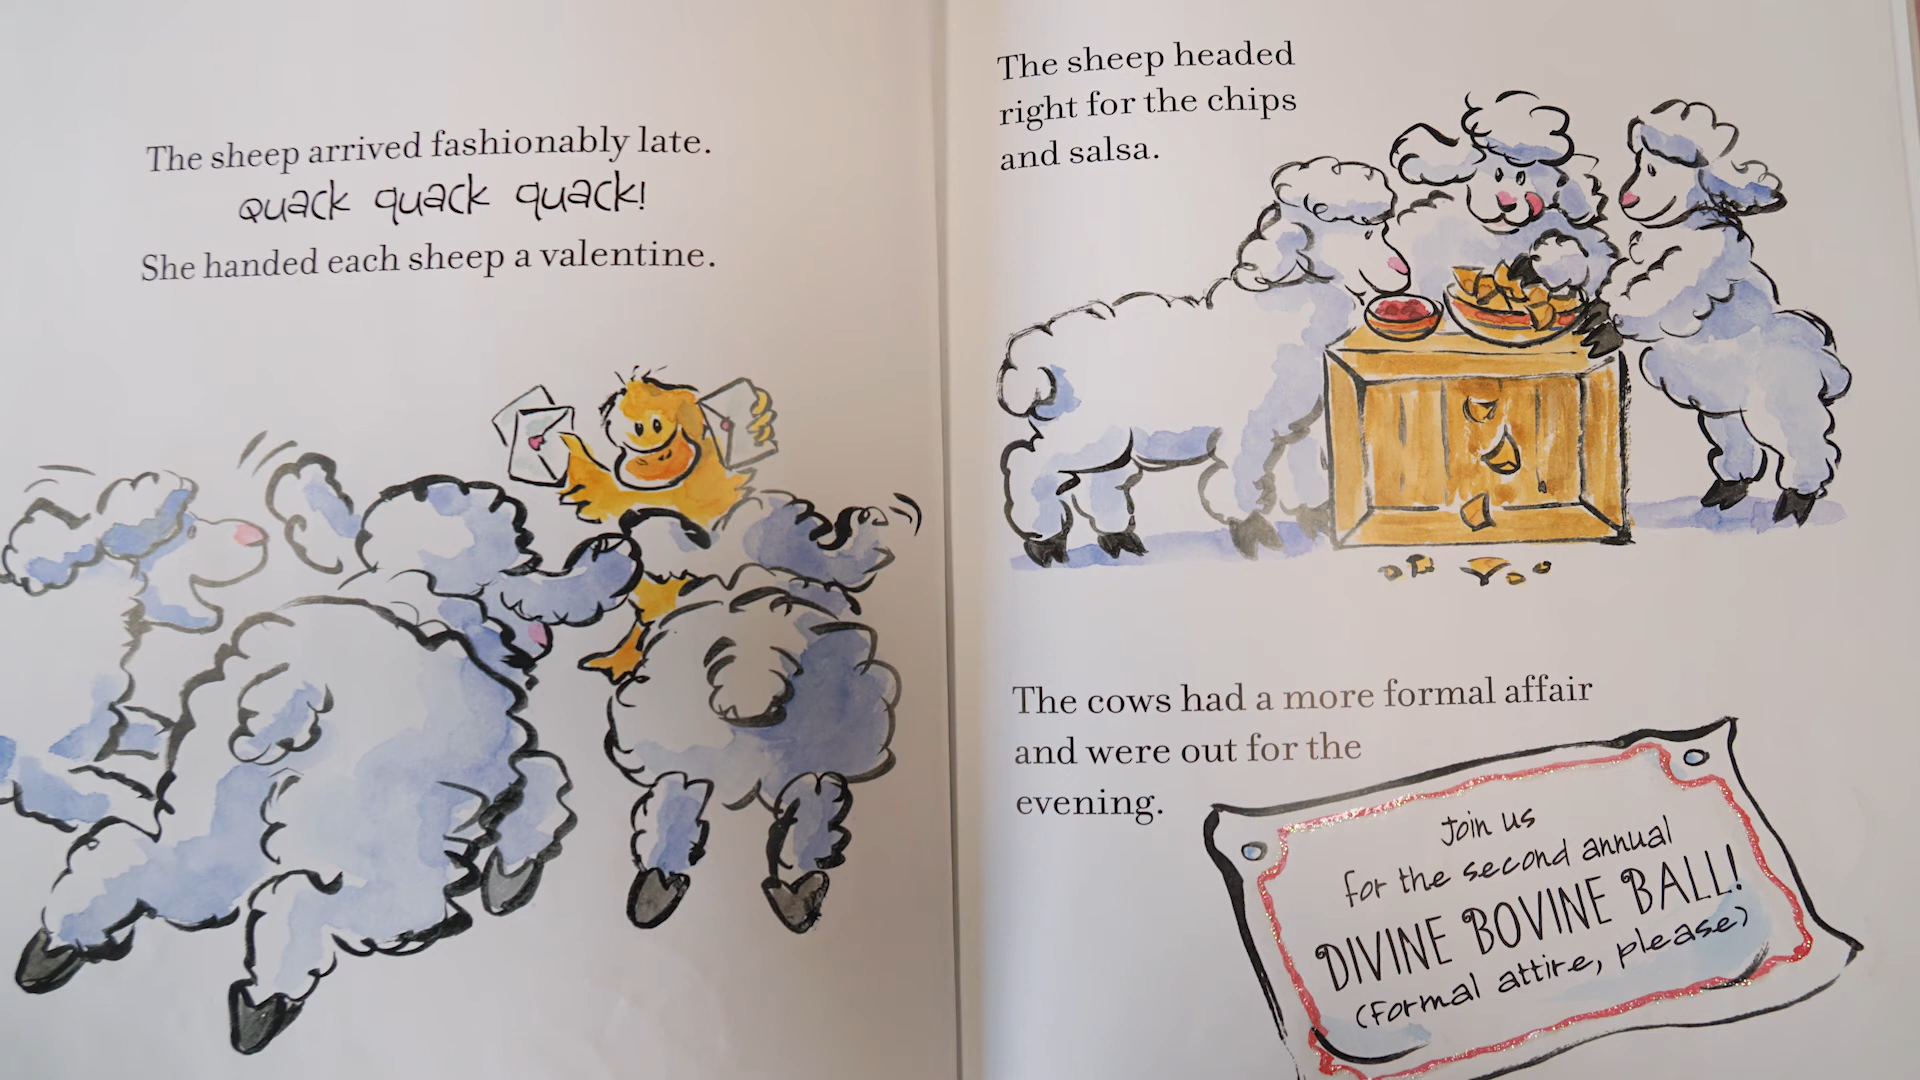 The sheep arrived fashionably late.
Quack quack quack!
She handed each sheep a valentine.
The sheep headed
right for the chips
and salsa.
The cows had a more formal affair
and were out for the
evening.
Join us
for the second annual
DIVINE BOVINE BALL!
(Formal attire, please)